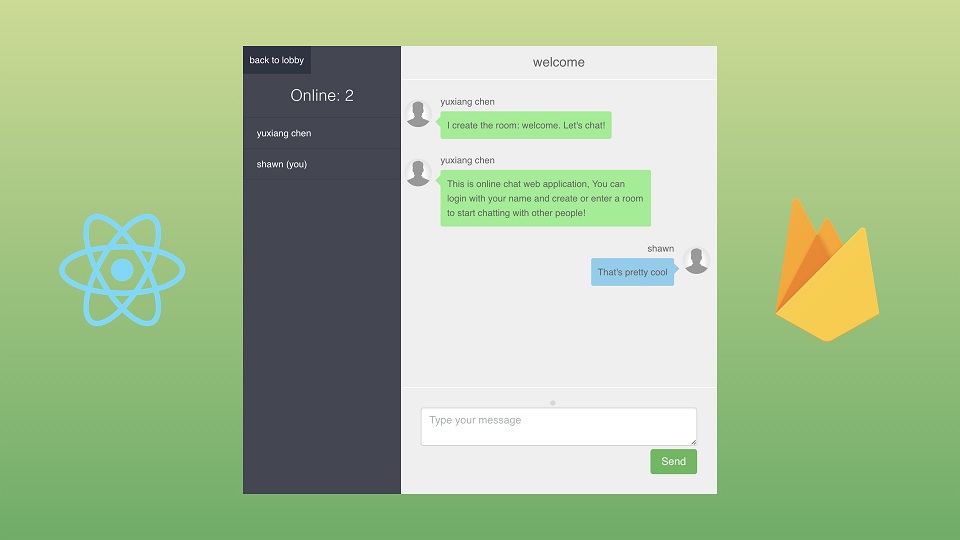 back to lobby
Online: 2
yuxiang chen
shawn (you)
welcome
yuxiang chen
I create the room: welcome. Let's chat!
yuxiang chen
This is online chat web application, You can
login with your name and create or enter a room
to start chatting with other people!
shawn
That's pretty cool
Type your message
Send